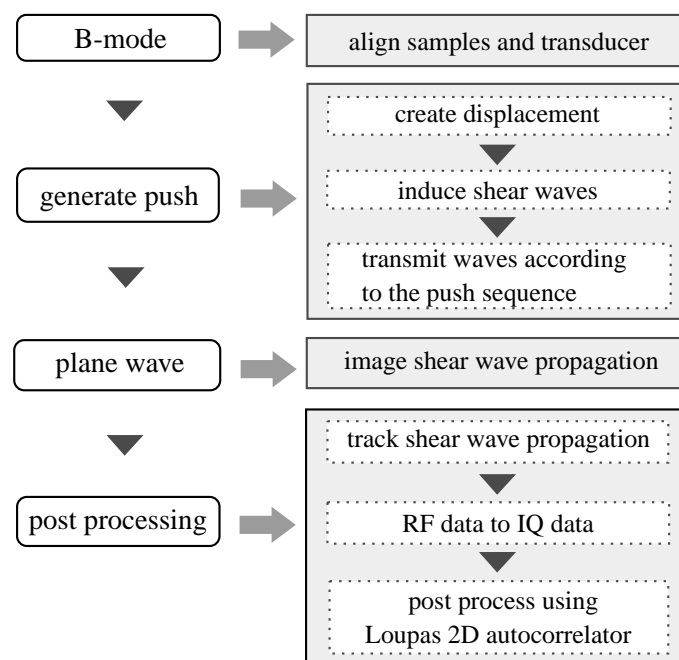 B-mode
align samples and transducer
generate push
create displacement
induce shear waves
transmit waves according
to the push sequence
plane wave
image shear wave propagation
post processing
track shear wave propagation
RF data to IQ data
post process using
Loupas 2D autocorrelator